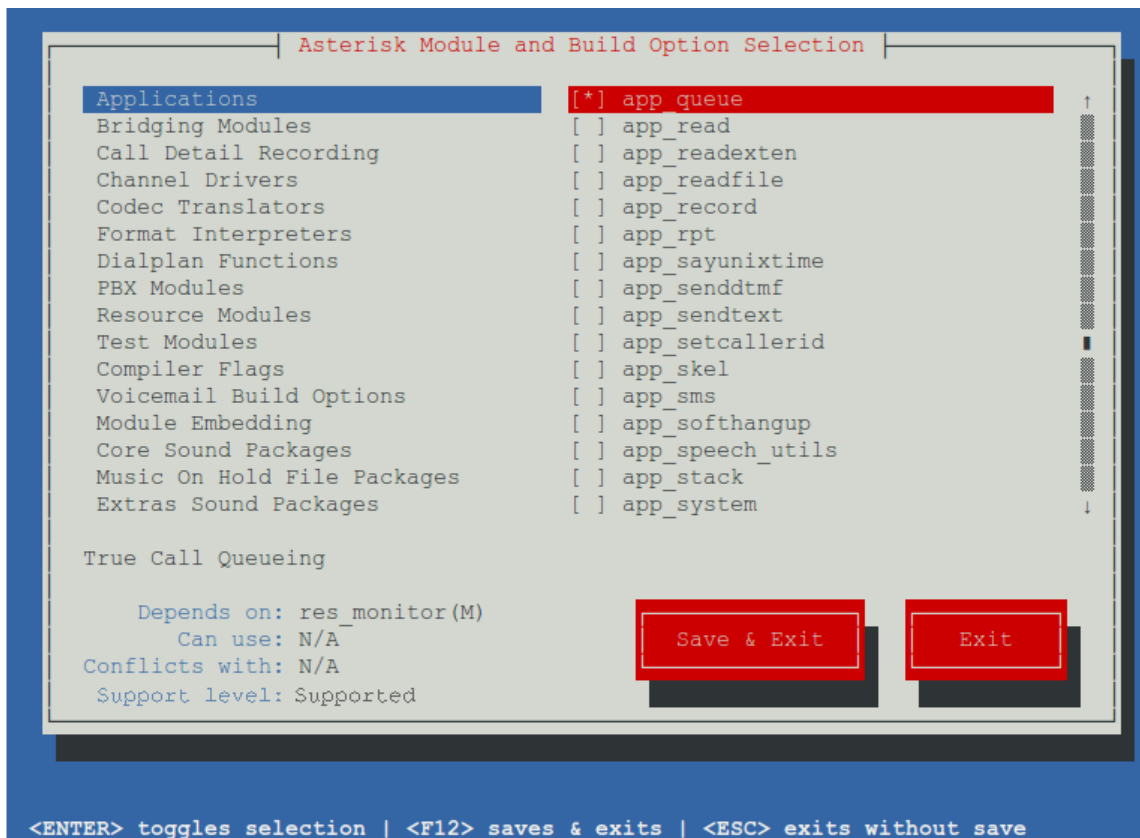 Asterisk Module and Build Option Selection
Applications [*] app_queue
Bridging Modules [ ] app_read
Call Detail Recording [ ] app_readexten
Channel Drivers [ ] app_readfile
Codec Translators [ ] app_record
Format Interpreters [ ] app_rpt
Dialplan Functions [ ] app_sayunixtime
PBX Modules [ ] app_senddtmf
Resource Modules [ ] app_sendtext
Test Modules [ ] app_setcallerid
Compiler Flags [ ] app_skel
Voicemail Build Options [ ] app_sms
Module Embedding [ ] app_softhangup
Core Sound Packages [ ] app_speech_utils
Music On Hold File Packages [ ] app_stack
Extras Sound Packages [ ] app_system
True Call Queueing
Depends on: res_monitor(M)
Can use: N/A
Conflicts with: N/A
Support level: Supported
Save & Exit
Exit
<ENTER> toggles selection | <F12> saves & exits | <ESC> exits without save